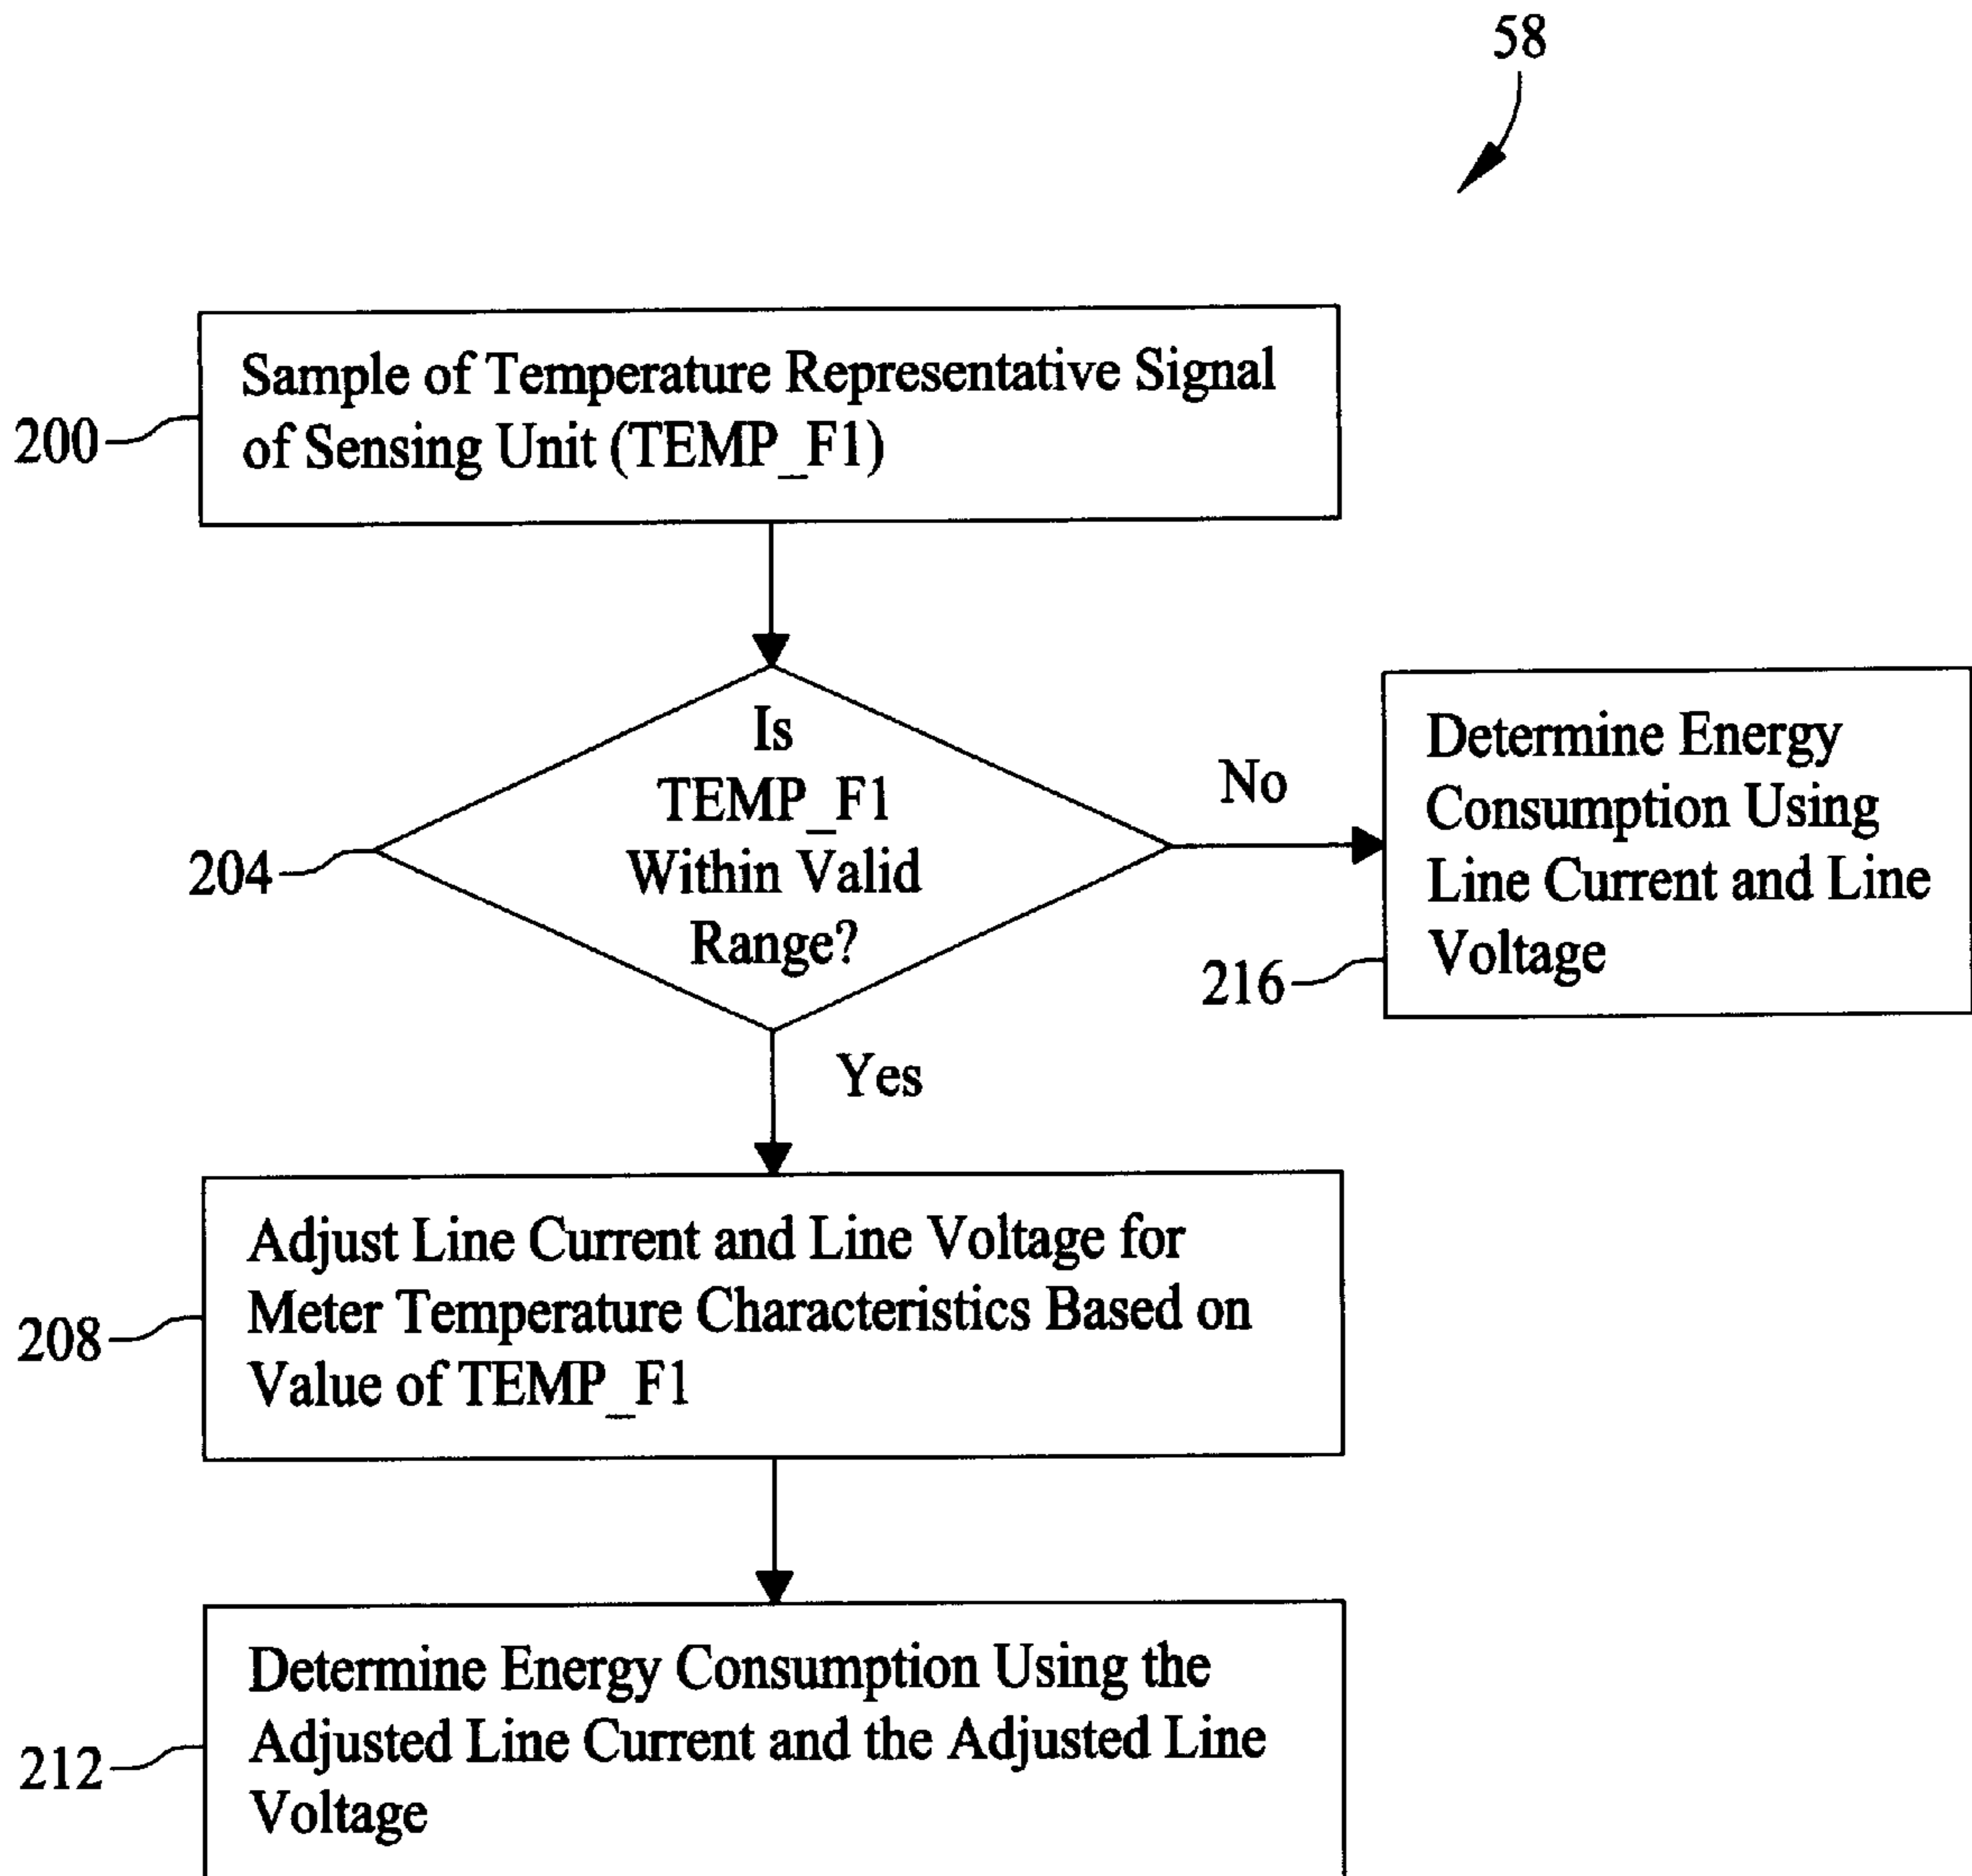 58
200
Sample of Temperature Representative Signal
of Sensing Unit (TEMP_F1)
204
Is
TEMP_F1
Within Valid
Range?
No
216
Determine Energy
Consumption Using
Line Current and Line
Voltage
Yes
208
Adjust Line Current and Line Voltage for
Meter Temperature Characteristics Based on
Value of TEMP_F1
212
Determine Energy Consumption Using the
Adjusted Line Current and the Adjusted Line
Voltage